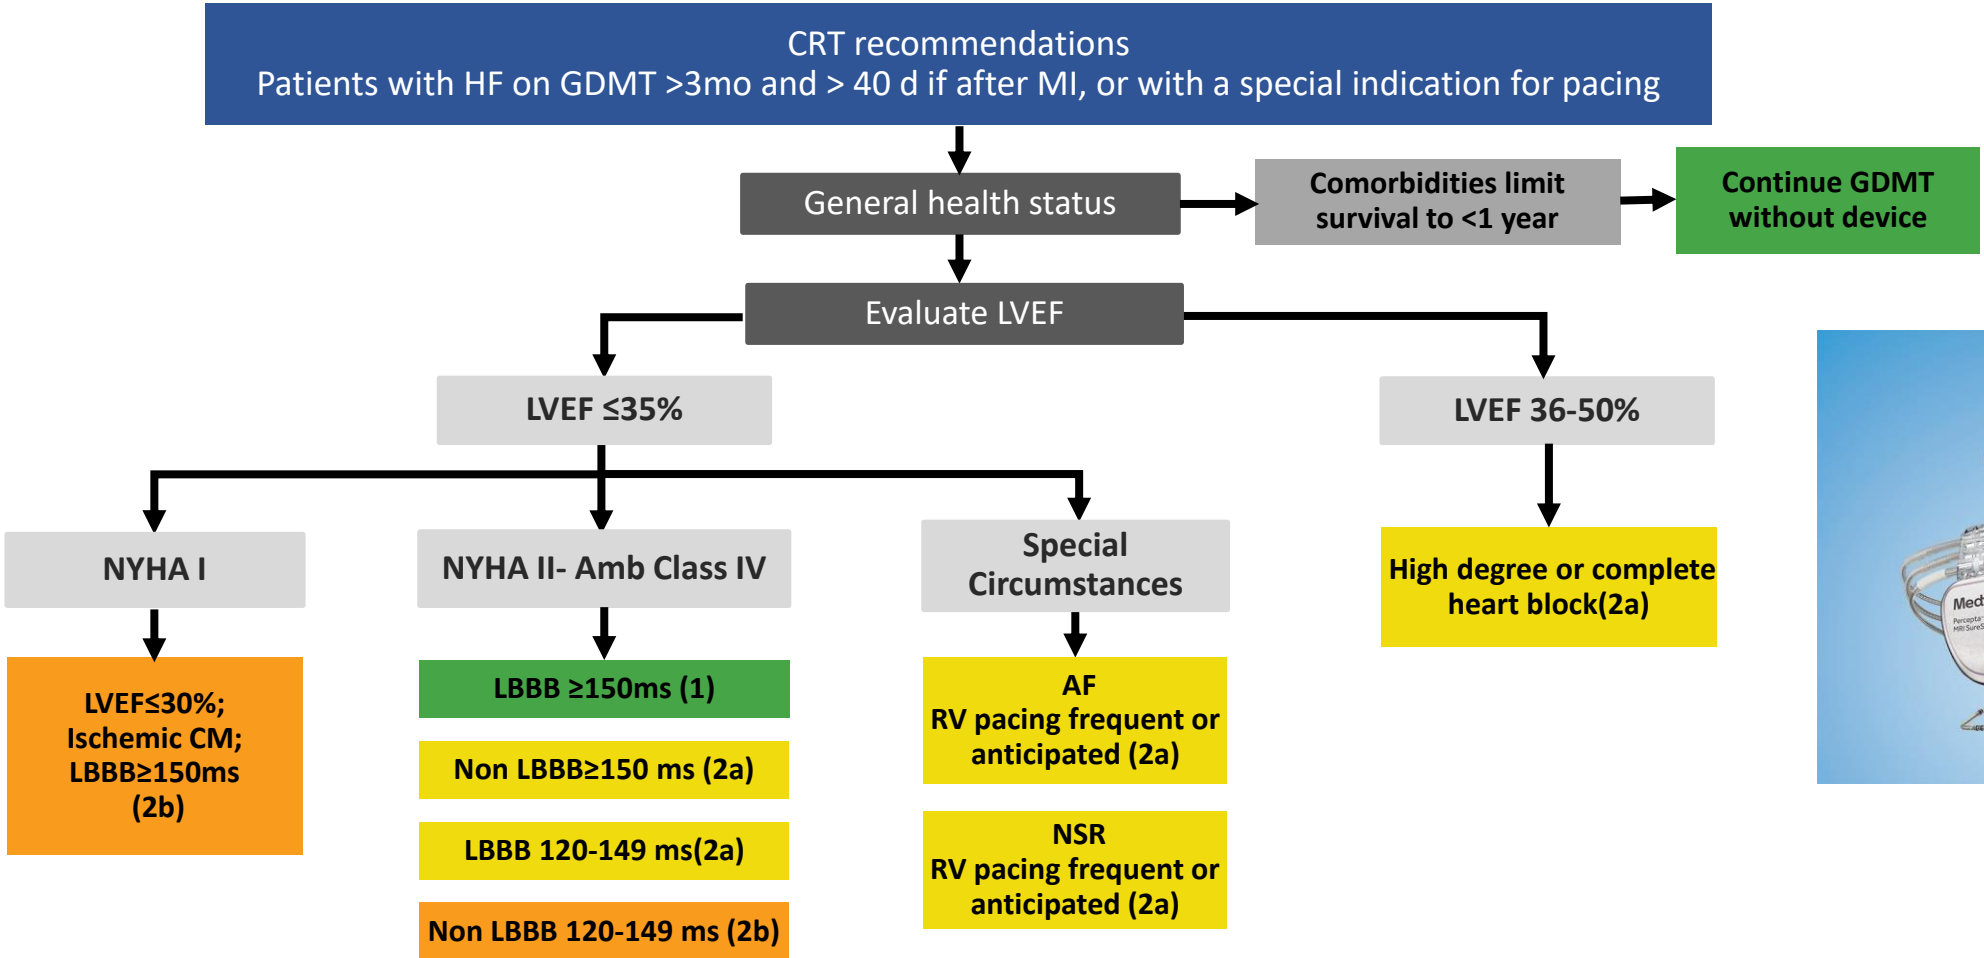 CRT recommendations
Patients with HF on GDMT >3mo and > 40 d if after MI, or with a special indication for pacing
General health status
Comorbidities limit
survival to <1 year
Continue GDMT
without device
Evaluate LVEF
LVEF ≤35%
LVEF 36-50%
NYHA I
NYHA II- Amb Class IV
Special
Circumstances
High degree or complete
heart block(2a)
LVEF≤30%;
Ischemic CM;
LBBB≥150ms
(2b)
LBBB ≥150ms (1)
Non LBBB≥150 ms (2a)
LBBB 120-149 ms(2a)
Non LBBB 120-149 ms (2b)
AF
RV pacing frequent or
anticipated (2a)
NSR
RV pacing frequent or
anticipated (2a)
Medt
Percepta
MRI SureS